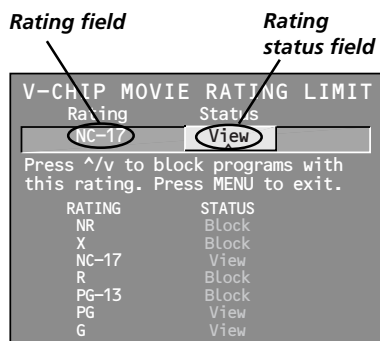 Rating field
Rating
status field
V-CHIP MOVIE RATING LIMIT
Rating Status
NC-17 View
Press ^/v to block programs with
this rating. Press MENU to exit.
RATING STATUS
NR Block
X Block
NC-17 View
R Block
PG-13 Block
PG View
G View